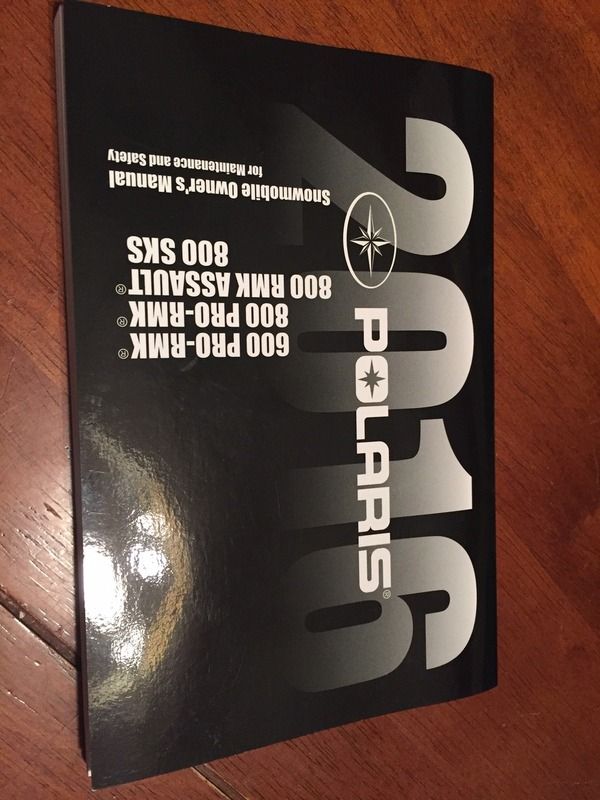 2016
POLARIS®
600 PRO-RMK®
800 PRO-RMK®
800 RMK ASSAULT®
800 SKS
Snowmobile Owner's Manual
for Maintenance and Safety